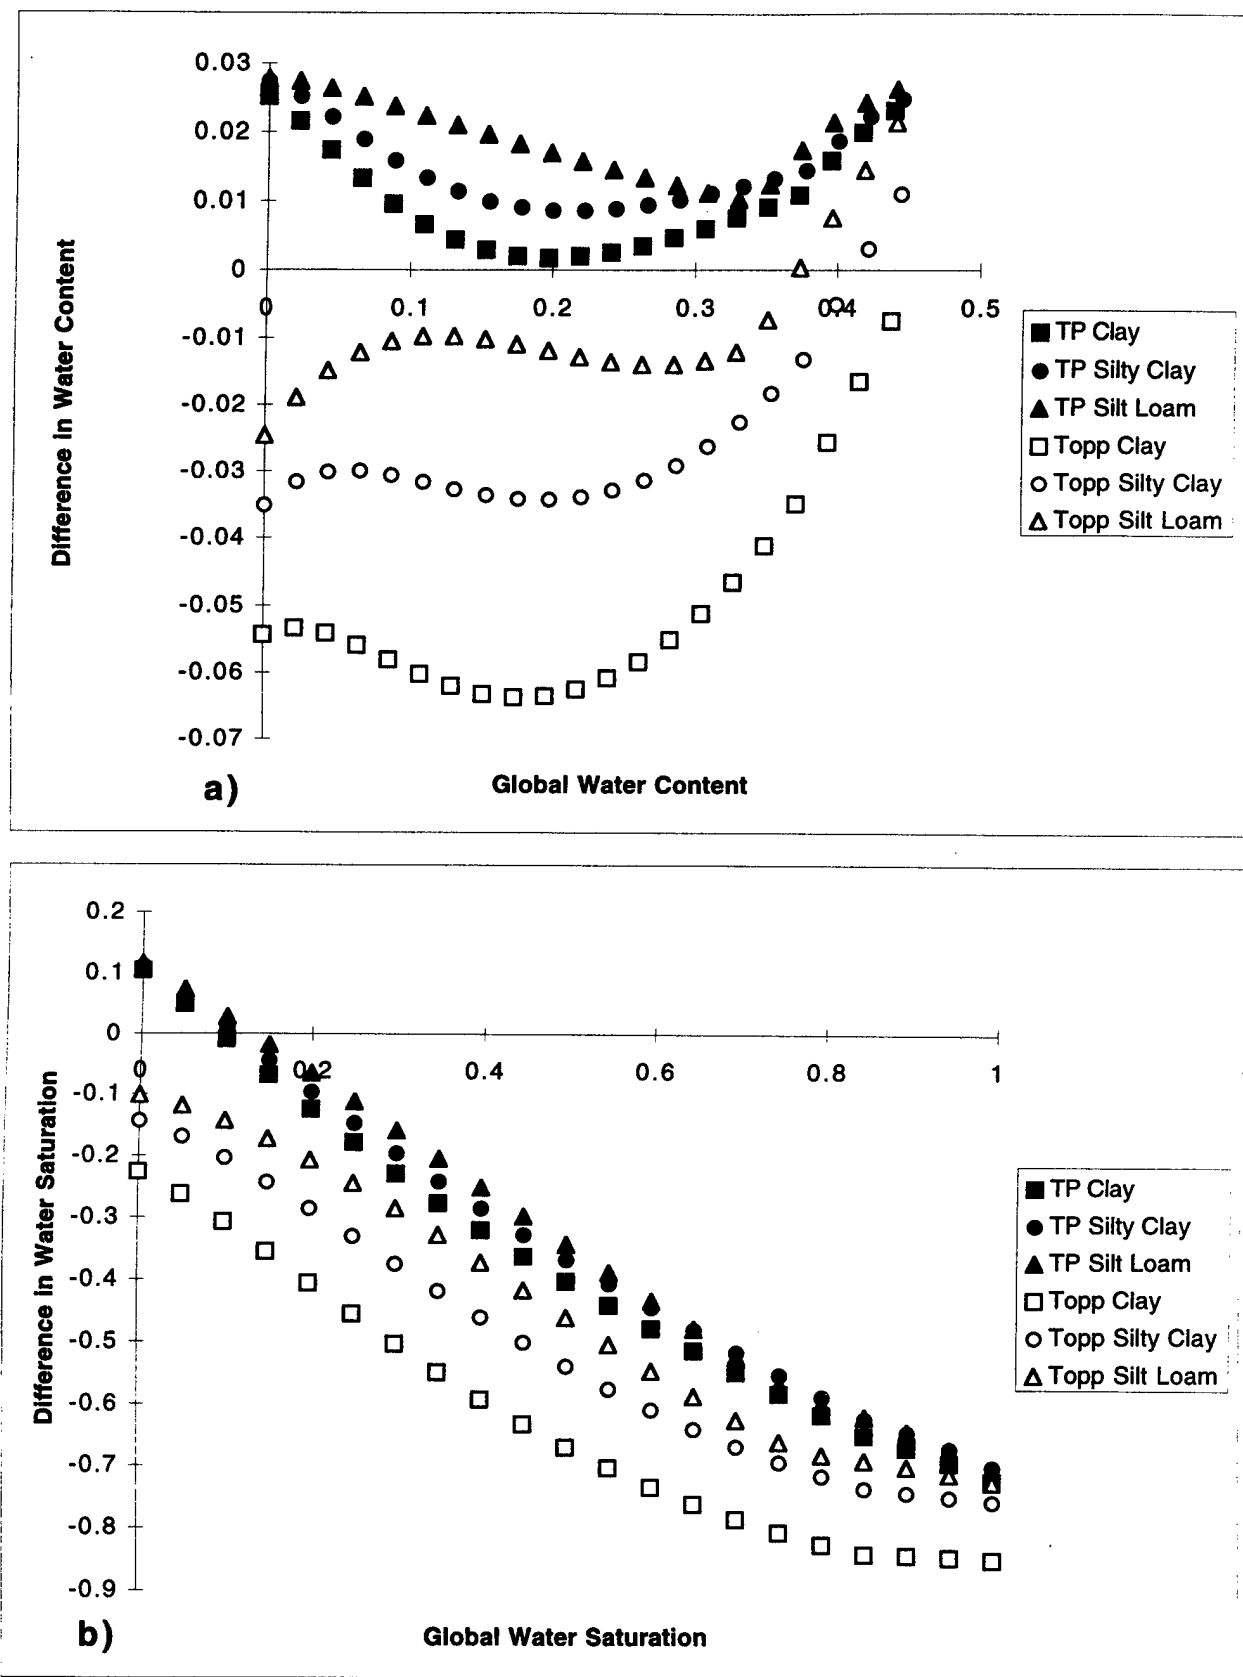 0.03
0.02
0.01
0
-0.01
-0.02
-0.03
-0.04
-0.05
-0.06
-0.07
0 0.1 0.2 0.3 0.4 0.5
Difference in Water Content
Global Water Content
a)
TP Clay
TP Silty Clay
TP Silt Loam
Topp Clay
Topp Silty Clay
Topp Silt Loam
0.2
0.1
0
-0.1
-0.2
-0.3
-0.4
-0.5
-0.6
-0.7
-0.8
-0.9
0 0.2 0.4 0.6 0.8 1
Difference in Water Saturation
Global Water Saturation
b)
TP Clay
TP Silty Clay
TP Silt Loam
Topp Clay
Topp Silty Clay
Topp Silt Loam